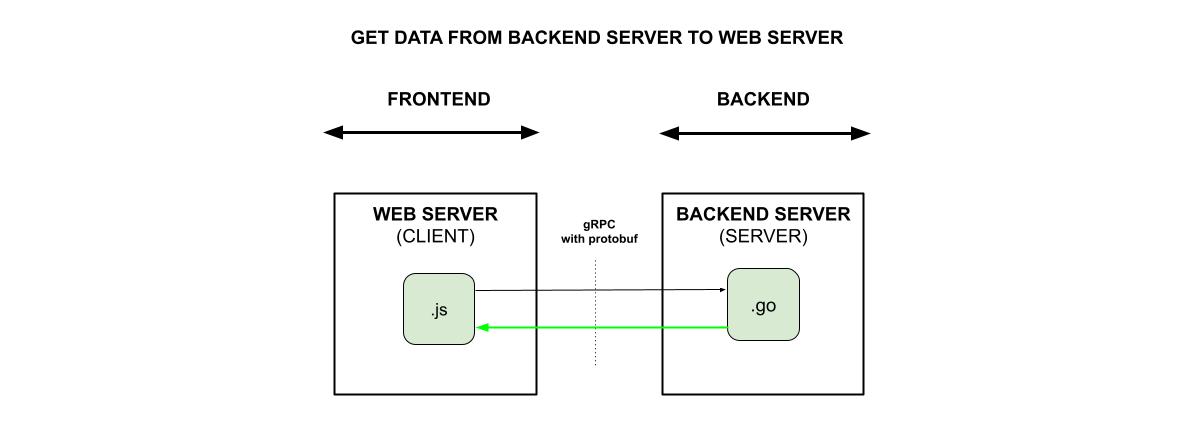 GET DATA FROM BACKEND SERVER TO WEB SERVER
FRONTEND
BACKEND
WEB SERVER
(CLIENT)
gRPC
with protobuf
BACKEND SERVER
(SERVER)
.js
.go